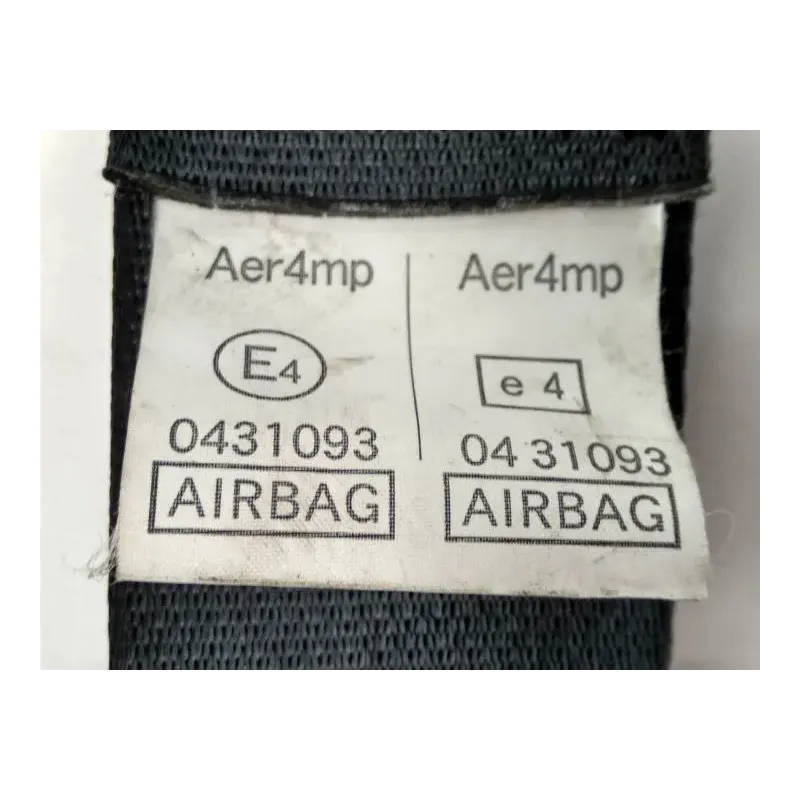 Aer4mp
E4
0431093
AIRBAG
Aer4mp
e 4
04 31093
AIRBAG